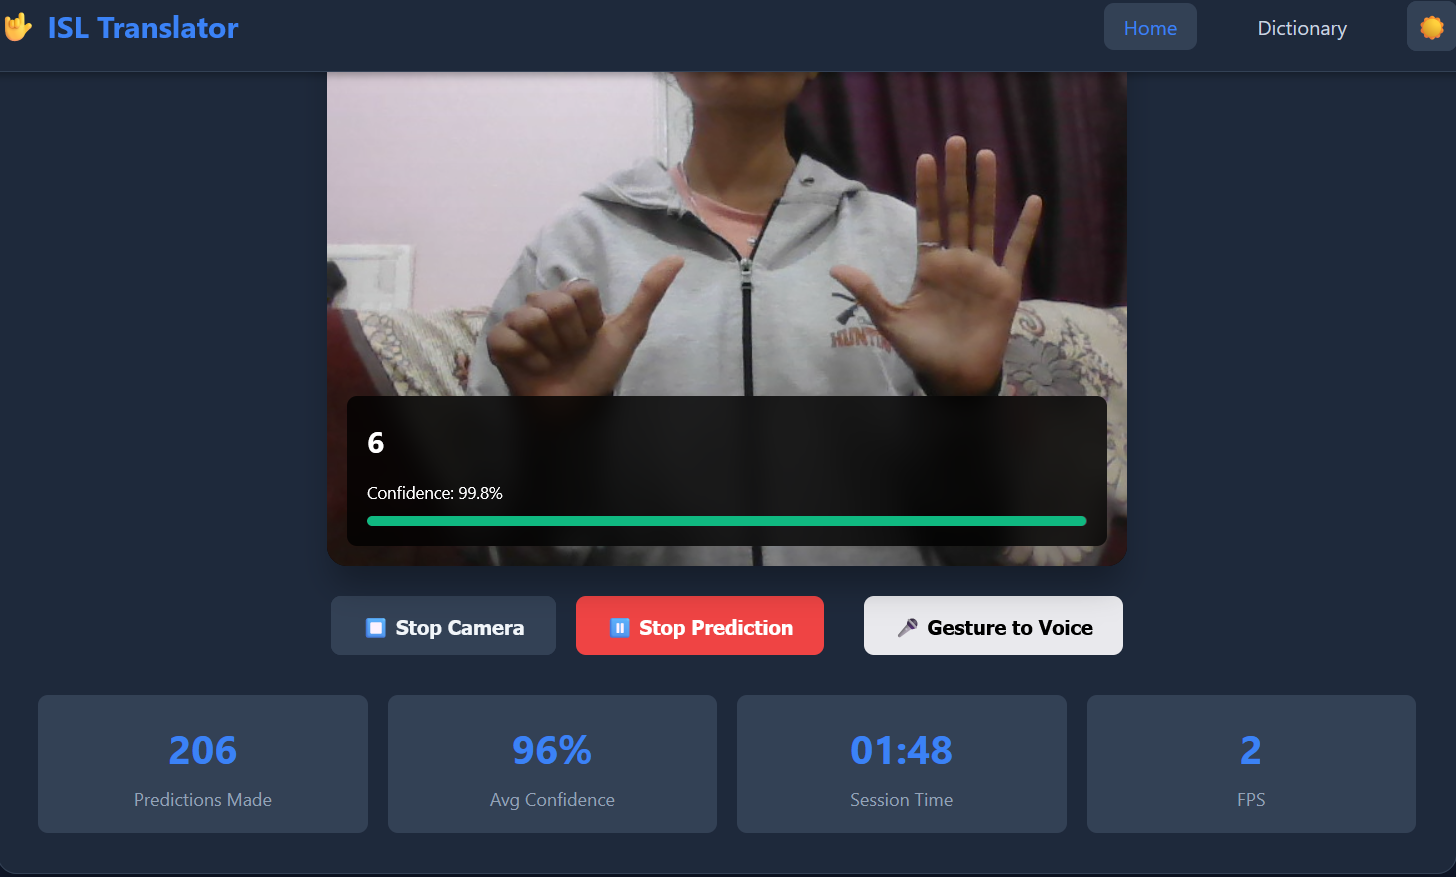 ISL Translator
Home
Dictionary
6
Confidence: 99.8%
Stop Camera
Stop Prediction
Gesture to Voice
206
Predictions Made
96%
Avg Confidence
01:48
Session Time
2
FPS